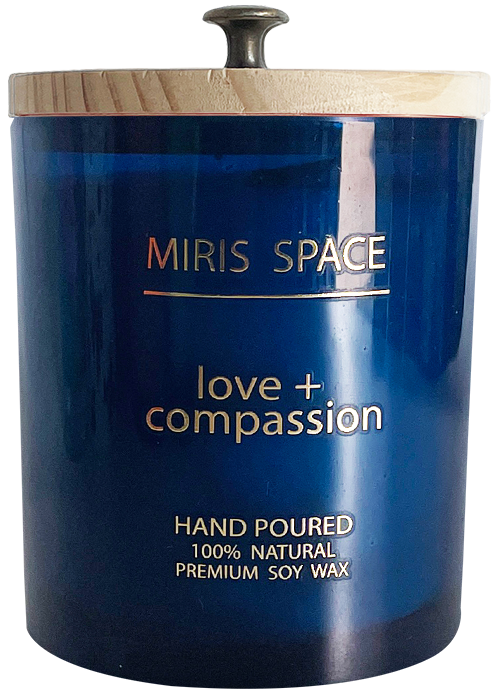 MIRIS SPACE
love +
compassion
HAND POURED
100% NATURAL
PREMIUM SOY WAX